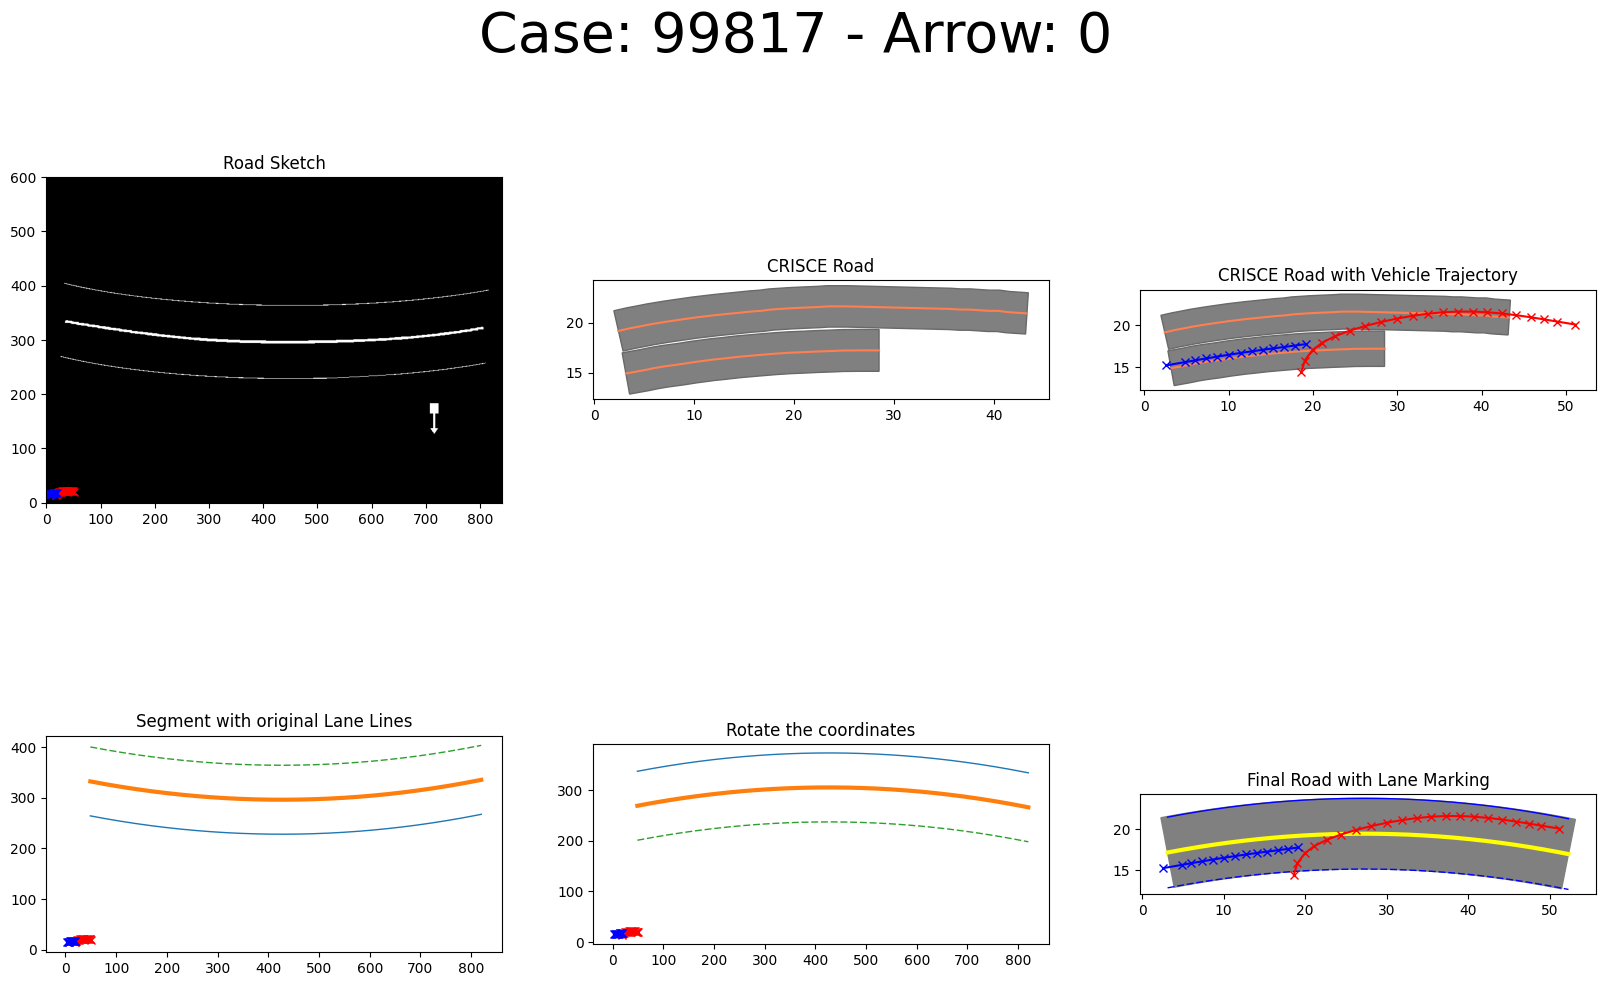 Case: 99817 - Arrow: 0
Road Sketch
600
500
400
300
200
100
0
0 100 200 300 400 500 600 700 800
CRISCE Road
20
15
0 10 20 30 40
CRISCE Road with Vehicle Trajectory
20
15
0 10 20 30 40 50
Segment with original Lane Lines
400
300
200
100
0
0 100 200 300 400 500 600 700 800
Rotate the coordinates
300
200
100
0
0 100 200 300 400 500 600 700 800
Final Road with Lane Marking
20
15
0 10 20 30 40 50